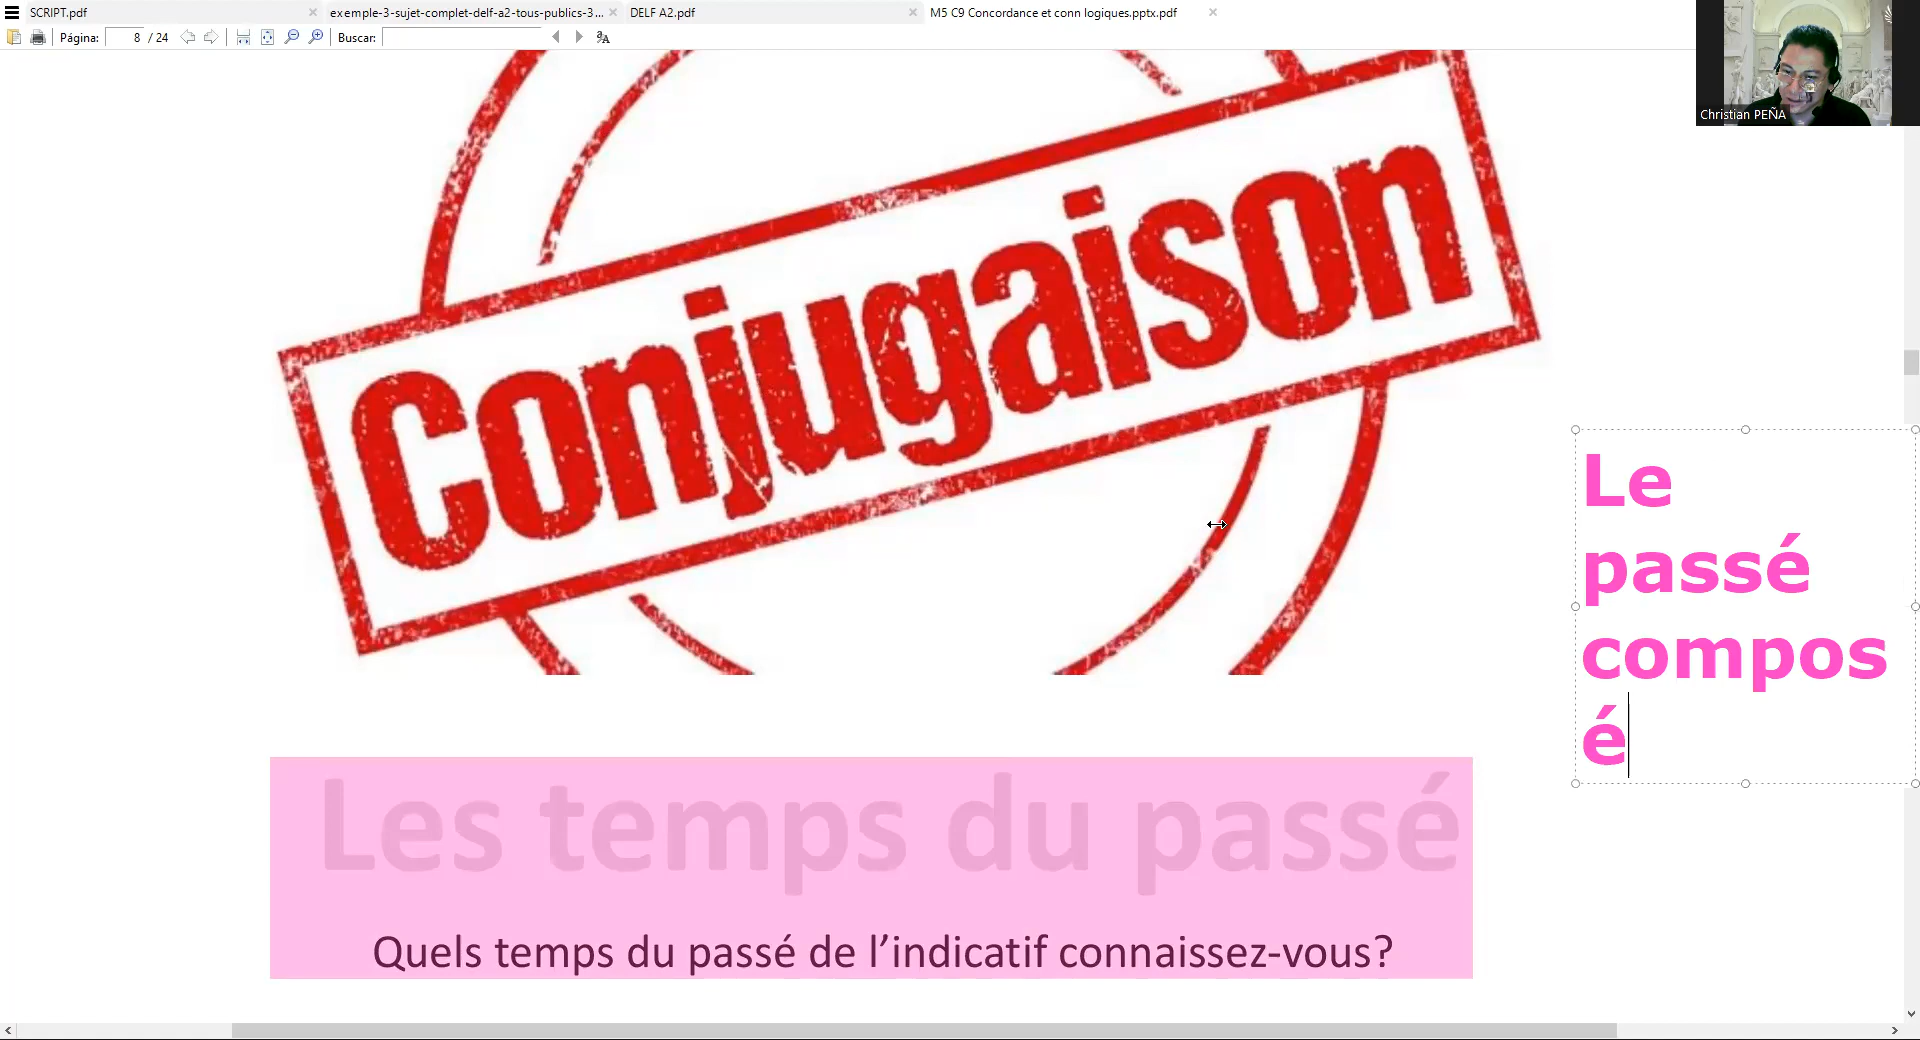 SCRIPT.pdf
exemple-3-sujet-complet-delf-a2-tous-publics-3...
DELF A2.pdf
M5 C9 Concordance et conn logiques.pptx.pdf
Página: 8 / 24
Buscar:
Christian PEÑA
Conjugaison
Le
passé
compos
é
Les temps du passé
Quels temps du passé de l’indicatif connaissez-vous?